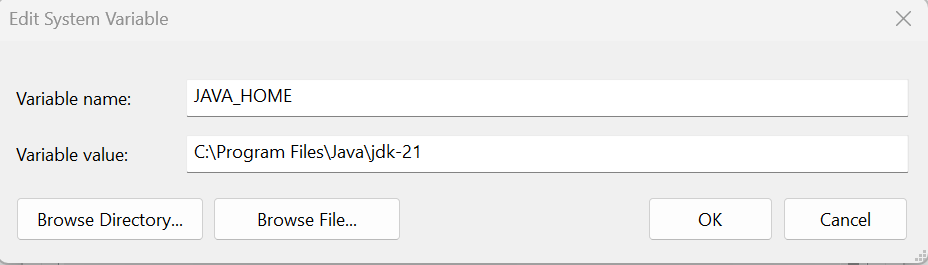 Edit System Variable
Variable name: JAVA_HOME
Variable value: C:\Program Files\Java\jdk-21
Browse Directory... Browse File... OK Cancel